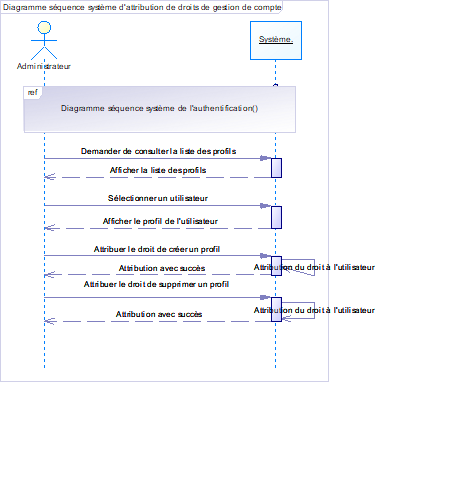 Diagramme séquence système d'attribution de droits de gestion de compte
Système.
Administrateur
ref
Diagramme séquence système de l'authentification()
Demander de consulter la liste des profils
Afficher la liste des profils
Sélectionner un utilisateur
Afficher le profil de l'utilisateur
Attribuer le droit de créer un profil
Attribution du droit à l'utilisateur
Attribution avec succès
Attribuer le droit de supprimer un profil
Attribution du droit à l'utilisateur
Attribution avec succès